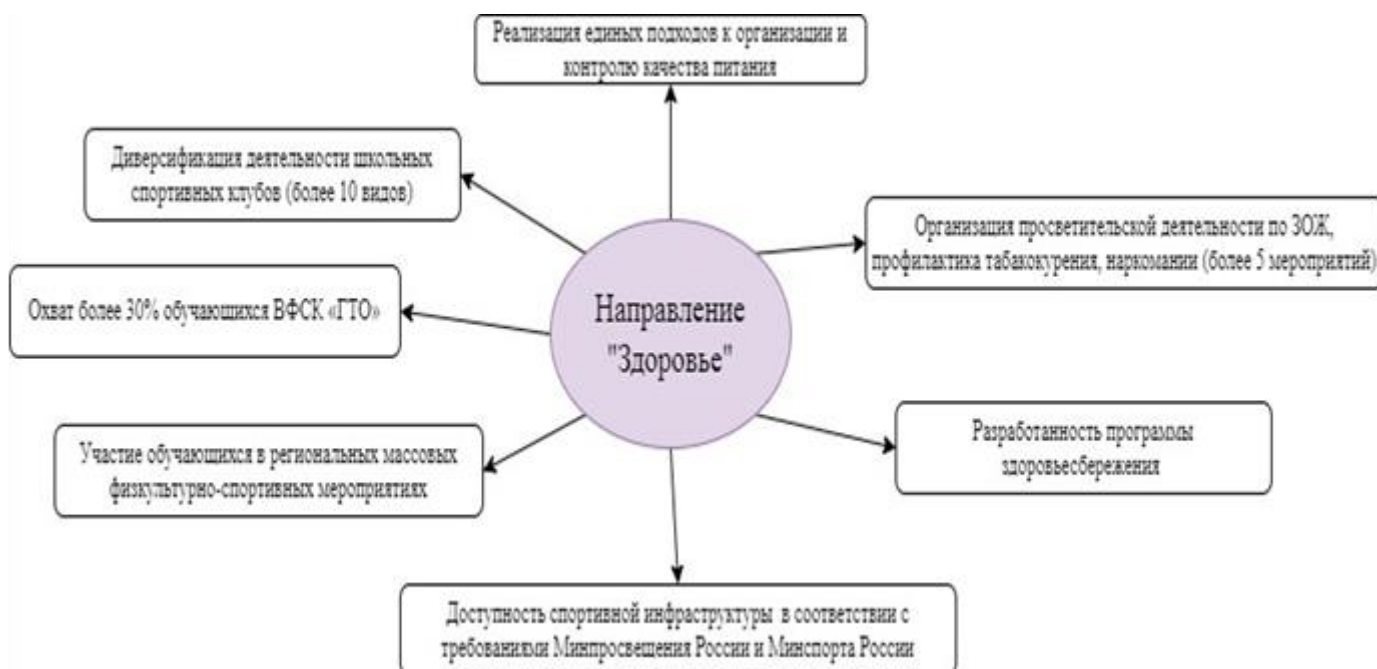 Реализация единых подходов к организации и
контролю качества питания
Диверсификация деятельности школьных
спортивных клубов (более 10 видов)
Организация просветительской деятельности по ЗОЖ,
профилактика табакокурения, наркомании (более 5 мероприятий)
Охват более 30% обучающихся ВФСК «ГТО»
Направление
"Здоровье"
Участие обучающихся в региональных массовых
физкультурно-спортивных мероприятиях
Разработанность программы
здоровьесбережения
Доступность спортивной инфраструктуры в соответствии с
требованиями Минпросвещения России и Минспорта России